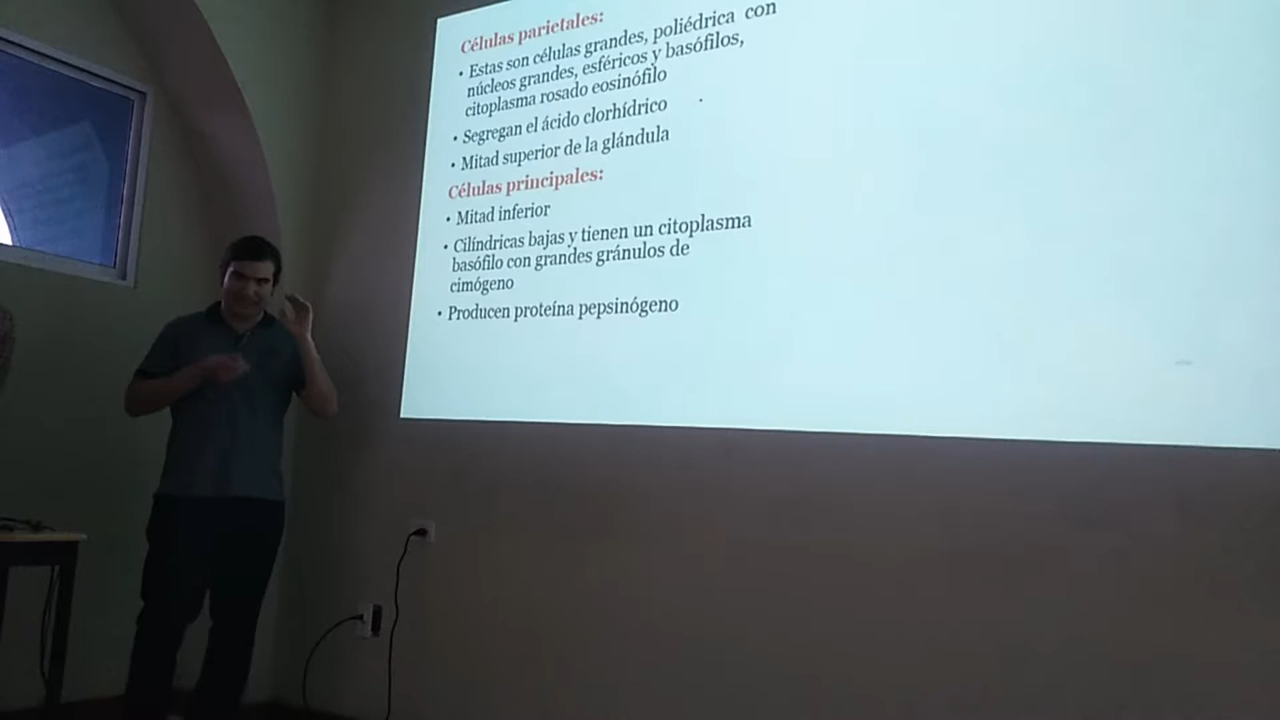 Células parietales:
• Estas son células grandes, poliédrica con
núcleos grandes, esféricos y basófilos,
citoplasma rosado eosinófilo
• Segregan el ácido clorhídrico
• Mitad superior de la glándula
Células principales:
• Mitad inferior
• Cilíndricas bajas y tienen un citoplasma
basófilo con grandes gránulos de
cimógeno
• Producen proteína pepsinógeno